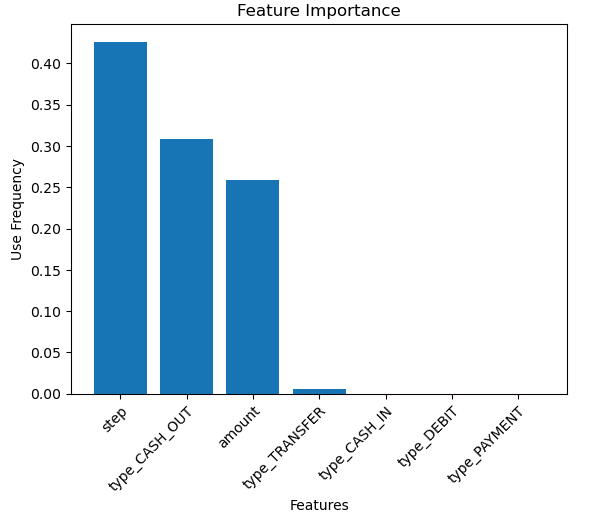 Feature Importance
Use Frequency
0.40
0.35
0.30
0.25
0.20
0.15
0.10
0.05
0.00
step
type_CASH_OUT
amount
type_TRANSFER
type_CASH_IN
type_DEBIT
type_PAYMENT
Features